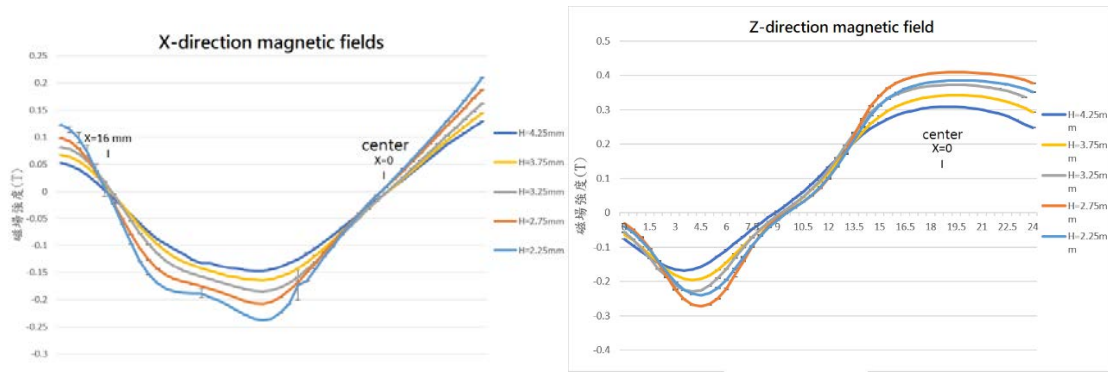 X-direction magnetic fields
0.25
0.2
0.15
0.1
0.05
0
-0.05
-0.1
-0.15
-0.2
-0.25
-0.3
磁場強度(T)
X=16 mm
I
center
X=0
I
H=4.25mm
H=3.75mm
H=3.25mm
H=2.75mm
H=2.25mm
Z-direction magnetic field
0.5
0.4
0.3
0.2
0.1
0
-0.1
-0.2
-0.3
-0.4
磁場強度(T)
0 1.5 3 4.5 6 7.5 9 10.5 12 13.5 15 16.5 18 19.5 21 22.5 24
center
X=0
I
H=4.25m
m
H=3.75m
m
H=3.25m
m
H=2.75m
m
H=2.25m
m